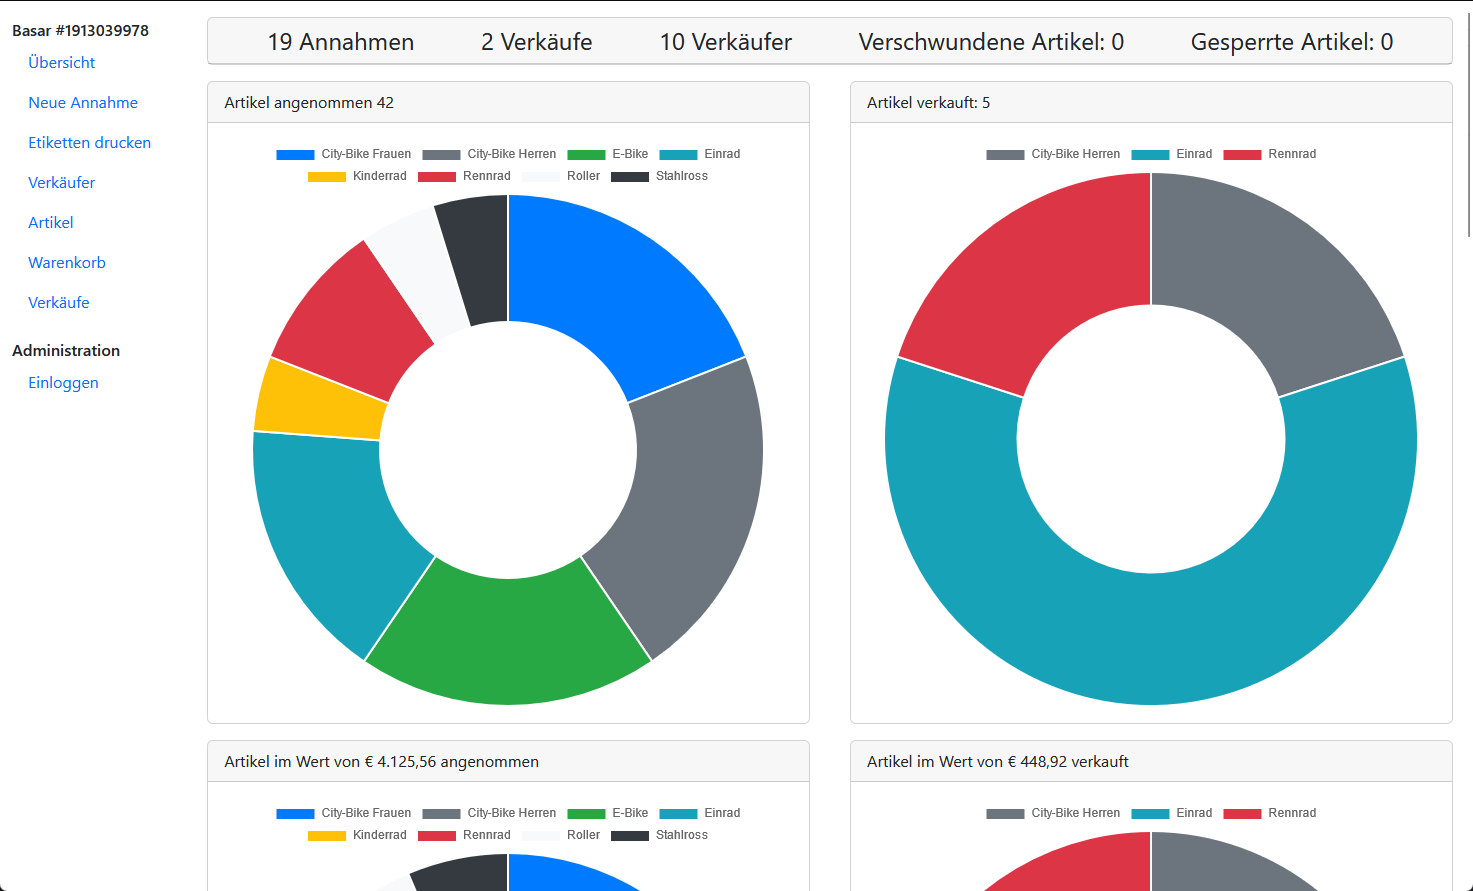 Basar #1913039978
Übersicht
Neue Annahme
Etiketten drucken
Verkäufer
Artikel
Warenkorb
Verkäufe
Administration
Einloggen
19 Annahmen 2 Verkäufe 10 Verkäufer Verschwundene Artikel: 0 Gesperrte Artikel: 0
Artikel angenommen 42
City-Bike Frauen City-Bike Herren E-Bike Einrad
Kinderrad Rennrad Roller Stahlross
Artikel verkauft: 5
City-Bike Herren Einrad Rennrad
Artikel im Wert von € 4.125,56 angenommen
City-Bike Frauen City-Bike Herren E-Bike Einrad
Kinderrad Rennrad Roller Stahlross
Artikel im Wert von € 448,92 verkauft
City-Bike Herren Einrad Rennrad